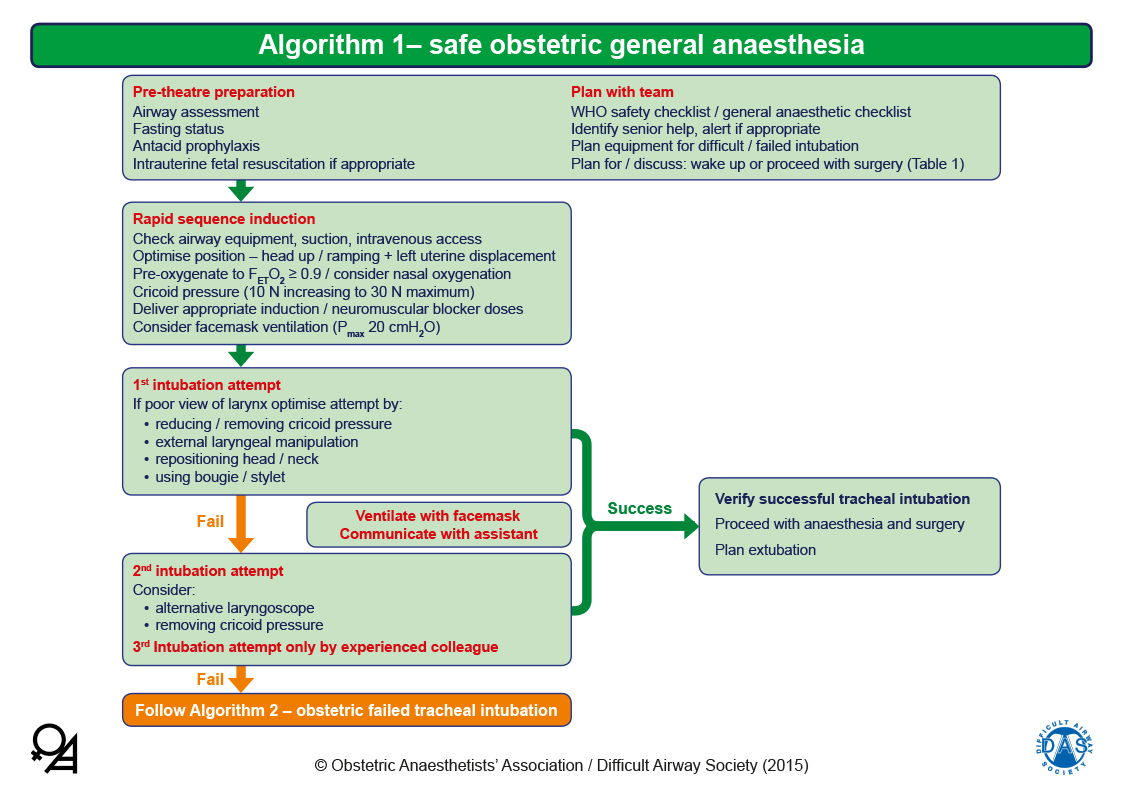 Algorithm 1– safe obstetric general anaesthesia
Pre-theatre preparation
Airway assessment
Fasting status
Antacid prophylaxis
Intrauterine fetal resuscitation if appropriate
Plan with team
WHO safety checklist / general anaesthetic checklist
Identify senior help, alert if appropriate
Plan equipment for difficult / failed intubation
Plan for / discuss: wake up or proceed with surgery (Table 1)
Rapid sequence induction
Check airway equipment, suction, intravenous access
Optimise position – head up / ramping + left uterine displacement
Pre-oxygenate to FETO2 ≥ 0.9 / consider nasal oxygenation
Cricoid pressure (10 N increasing to 30 N maximum)
Deliver appropriate induction / neuromuscular blocker doses
Consider facemask ventilation (Pmax 20 cmH2O)
1st intubation attempt
If poor view of larynx optimise attempt by:
• reducing / removing cricoid pressure
• external laryngeal manipulation
• repositioning head / neck
• using bougie / stylet
Fail
Ventilate with facemask
Communicate with assistant
Success
Verify successful tracheal intubation
Proceed with anaesthesia and surgery
Plan extubation
2nd intubation attempt
Consider:
• alternative laryngoscope
• removing cricoid pressure
3rd Intubation attempt only by experienced colleague
Fail
Follow Algorithm 2 – obstetric failed tracheal intubation
© Obstetric Anaesthetists’ Association / Difficult Airway Society (2015)
OA
DIFFICULT AIRWAY
DAS
SOCIETY